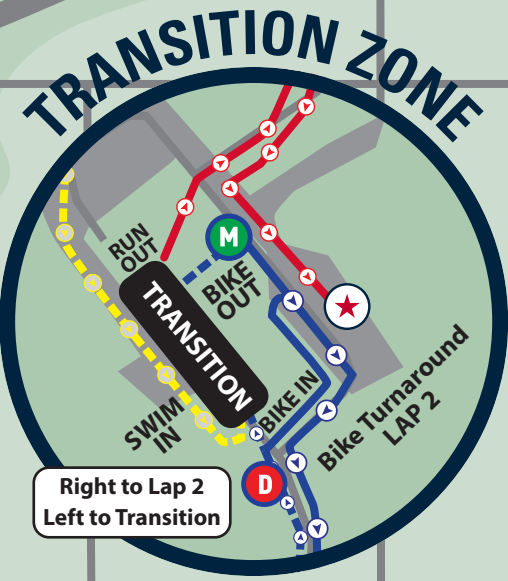 TRANSITION ZONE
RUN
OUT
M
BIKE
OUT
TRANSITION
BIKE IN
SWIM
IN
Bike Turnaround
LAP 2
D
Right to Lap 2
Left to Transition